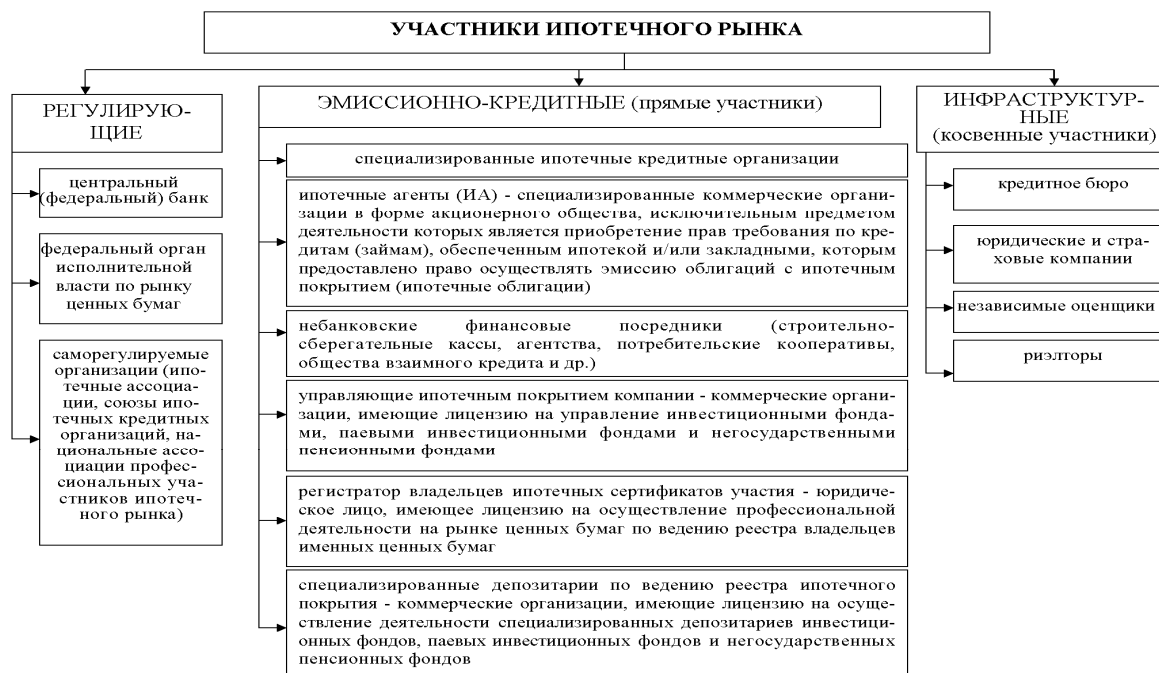 УЧАСТНИКИ ИПОТЕЧНОГО РЫНКА
РЕГУЛИРУЮ-
ЩИЕ
центральный
(федеральный) банк
федеральный орган
исполнительной
власти по рынку
ценных бумаг
саморегулируемые
организации (ипо-
течные ассоциа-
ции, союзы ипо-
течных кредитных
организаций, на-
циональные ассо-
циации профес-
сиональных уча-
стников ипотеч-
ного рынка)
ЭМИССИОННО-КРЕДИТНЫЕ (прямые участники)
специализированные ипотечные кредитные организации
ипотечные агенты (ИА) - специализированные коммерческие органи-
зации в форме акционерного общества, исключительным предметом
деятельности которых является приобретение прав требования по кре-
дитам (займам), обеспеченным ипотекой и/или закладными, которым
предоставлено право осуществлять эмиссию облигаций с ипотечным
покрытием (ипотечные облигации)
небанковские финансовые посредники (строительно-
сберегательные кассы, агентства, потребительские кооперативы,
общества взаимного кредита и др.)
управляющие ипотечным покрытием компании - коммерческие органи-
зации, имеющие лицензию на управление инвестиционными фонда-
ми, паевыми инвестиционными фондами и негосударственными
пенсионными фондами
регистратор владельцев ипотечных сертификатов участия - юридиче-
ское лицо, имеющее лицензию на осуществление профессиональной
деятельности на рынке ценных бумаг по ведению реестра владельцев
именных ценных бумаг
специализированные депозитарии по ведению реестра ипотечного
покрытия - коммерческие организации, имеющие лицензию на осуще-
ствление деятельности специализированных депозитариев инвестици-
онных фондов, паевых инвестиционных фондов и негосударственных
пенсионных фондов
ИНФРАСТРУКТУР-
НЫЕ
(косвенные участники)
кредитное бюро
юридические и стра-
ховые компании
независимые оценщики
риэлторы